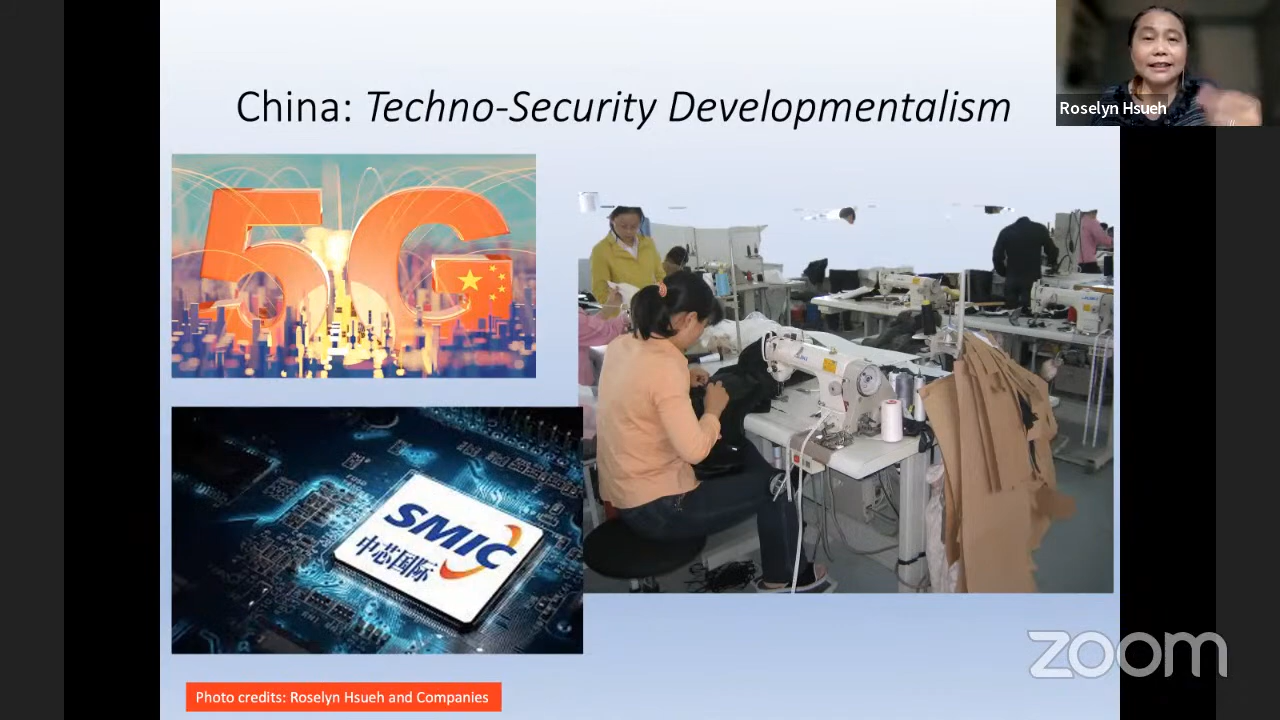 China: Techno-Security Developmentalism
Roselyn Hsueh
5G
SMIC
中芯国际
Photo credits: Roselyn Hsueh and Companies
zoom